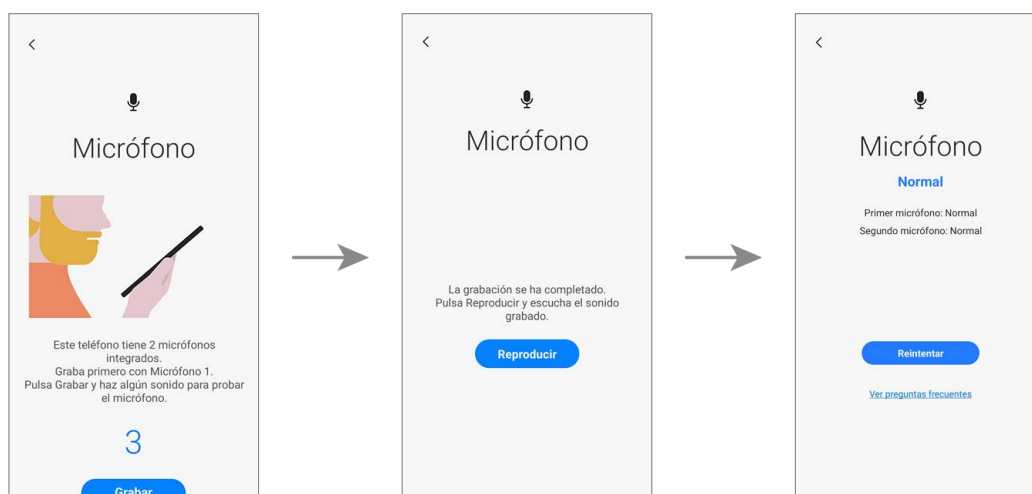 Micrófono
Este teléfono tiene 2 micrófonos
integrados.
Graba primero con Micrófono 1.
Pulsa Grabar y haz algún sonido para probar
el micrófono.
3
Grabar
Micrófono
La grabación se ha completado.
Pulsa Reproducir y escucha el sonido
grabado.
Reproducir
Micrófono
Normal
Primer micrófono: Normal
Segundo micrófono: Normal
Reintentar
Ver preguntas frecuentes